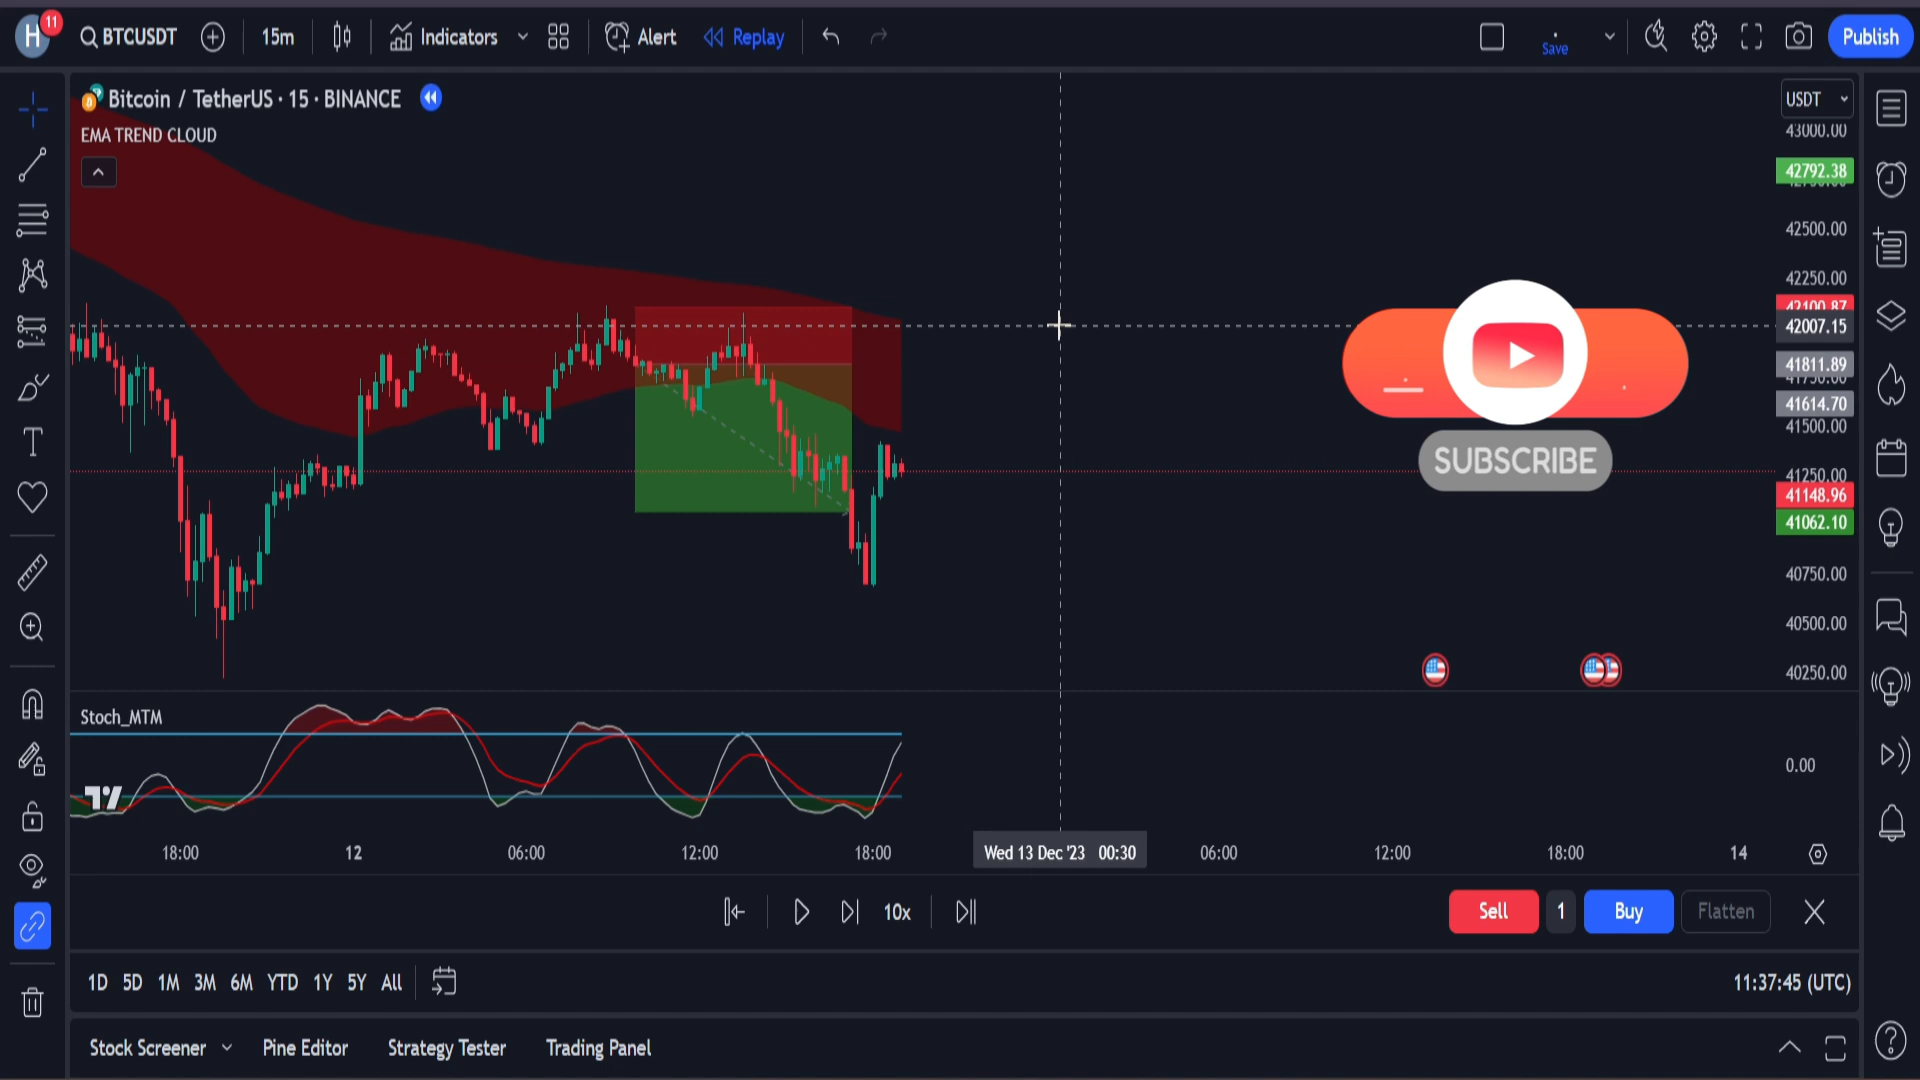 H 11 BTCUSDT 15m Indicators Alert Replay Save Publish
Bitcoin / TetherUS · 15 · BINANCE
USDT
EMA TREND CLOUD
43000.00
42792.38
42500.00
42250.00
42100.87
42007.15
41811.89
41614.70
41500.00
41250.00
41148.96
41062.10
40750.00
40500.00
40250.00
SUBSCRIBE
Stoch_MTM
0.00
18:00 12 06:00 12:00 18:00 Wed 13 Dec '23 00:30 06:00 12:00 18:00 14
10x Sell 1 Buy Flatten
1D 5D 1M 3M 6M YTD 1Y 5Y All 11:37:45 (UTC)
Stock Screener Pine Editor Strategy Tester Trading Panel